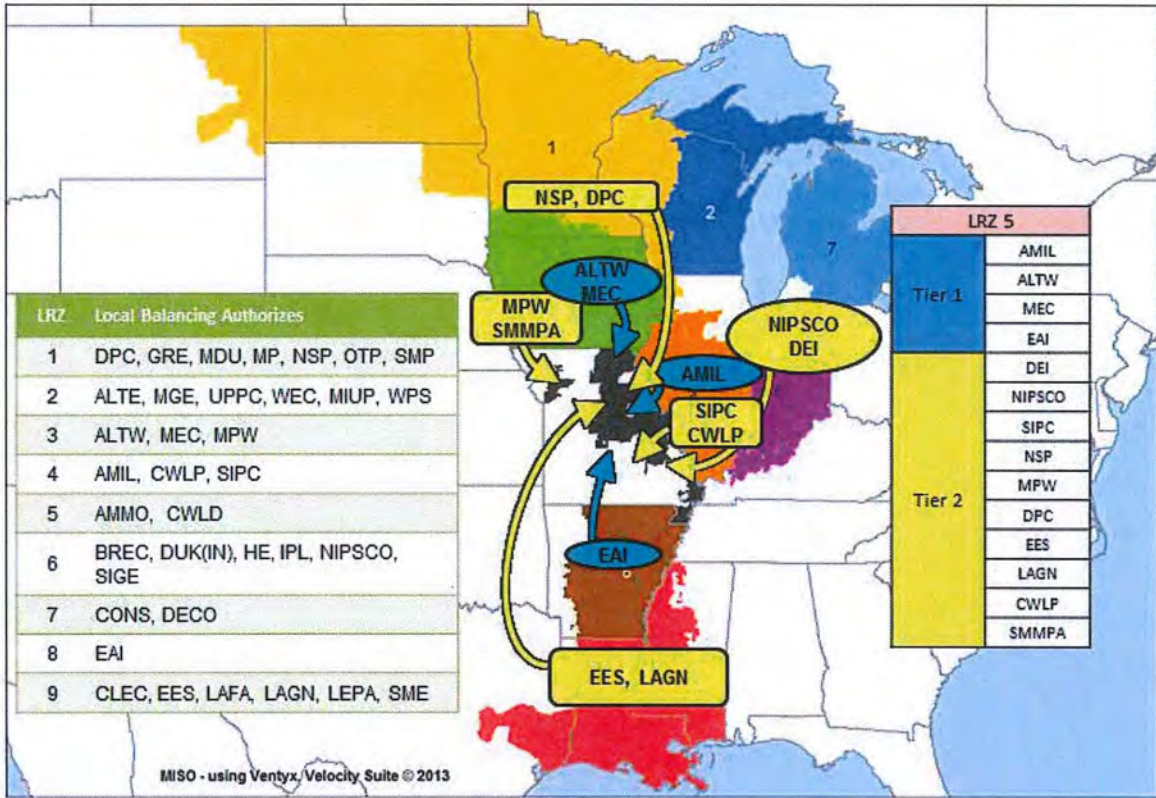 1
2
7
NSP, DPC
ALTW
MEC
MPW
SMMPA
NIPSCO
DEI
AMIL
SIPC
CWLP
EAI
EES, LAGN
LRZ Local Balancing Authorizes
1 DPC, GRE, MDU, MP, NSP, OTP, SMP
2 ALTE, MGE, UPPC, WEC, MIUP, WPS
3 ALTW, MEC, MPW
4 AMIL, CWLP, SIPC
5 AMMO, CWLD
6 BREC, DUK(IN), HE, IPL, NIPSCO,
SIGE
7 CONS, DECO
8 EAI
9 CLEC, EES, LAFA, LAGN, LEPA, SME
LRZ 5
Tier 1
AMIL
ALTW
MEC
EAI
Tier 2
DEI
NIPSCO
SIPC
NSP
MPW
DPC
EES
LAGN
CWLP
SMMPA
MISO - using Ventyx, Velocity Suite © 2013